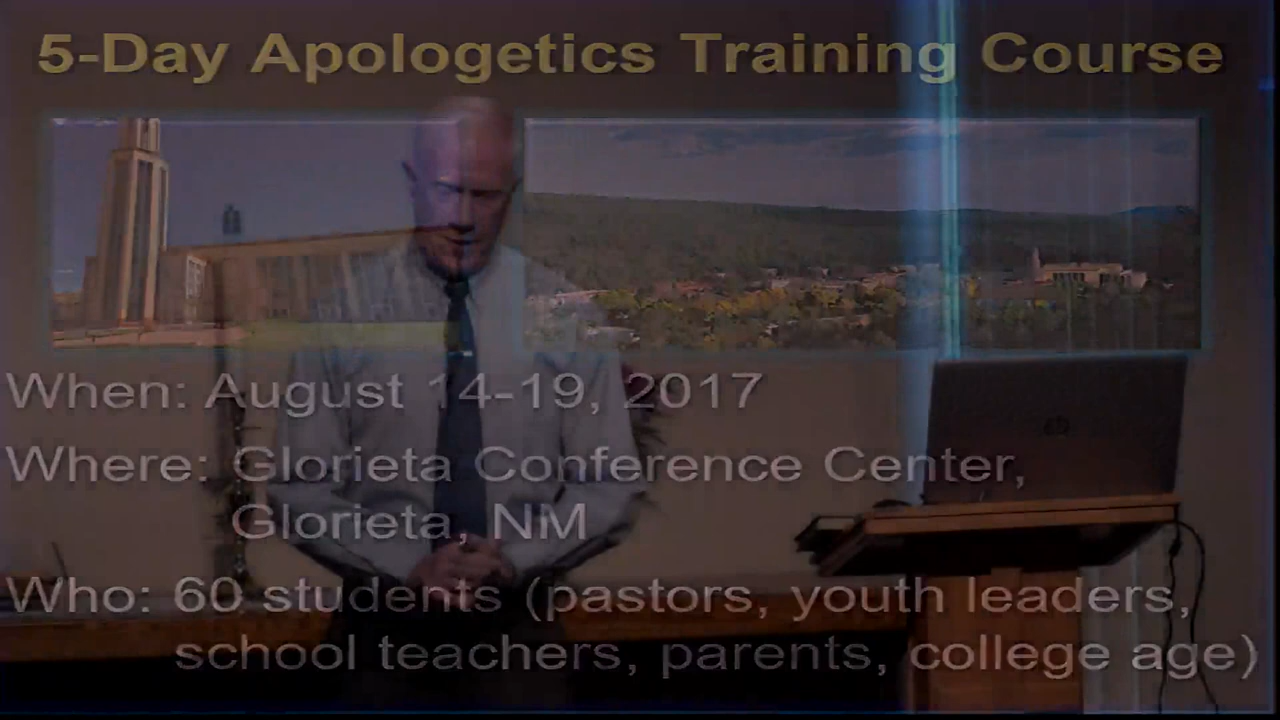 5-Day Apologetics Training Course
When: August 14-19, 2017
Where: Glorieta Conference Center,
Glorieta, NM
Who: 60 students (pastors, youth leaders,
school teachers, parents, college age)